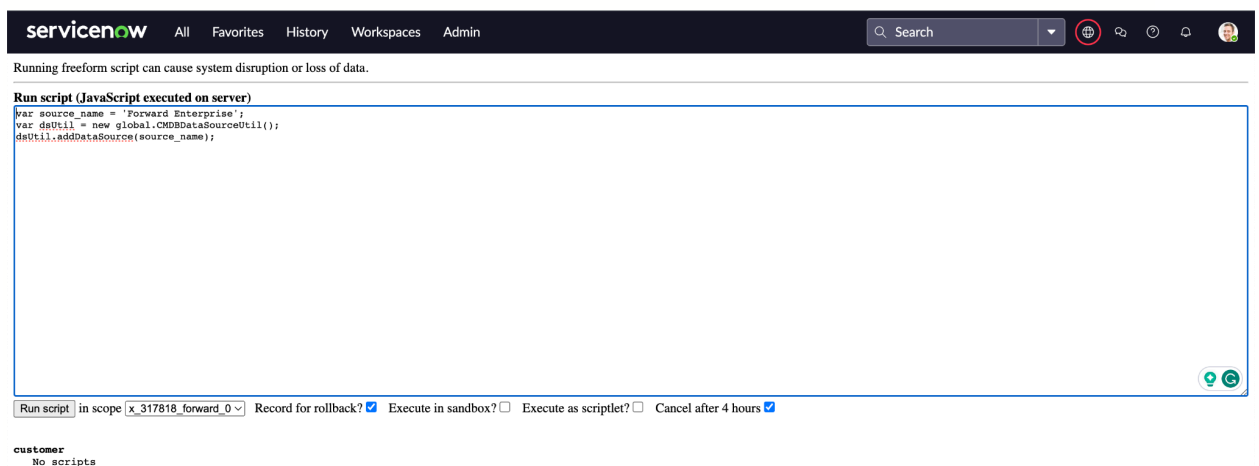 servicenow All Favorites History Workspaces Admin Search
Running freeform script can cause system disruption or loss of data.
Run script (JavaScript executed on server)
var source_name = 'Forward Enterprise';
var dsUtil = new global.CMDBDataSourceUtil();
dsUtil.addDataSource(source_name);
Run script in scope x_317818_forward_0 Record for rollback? Execute in sandbox? Execute as scriptlet? Cancel after 4 hours
customer
No scripts